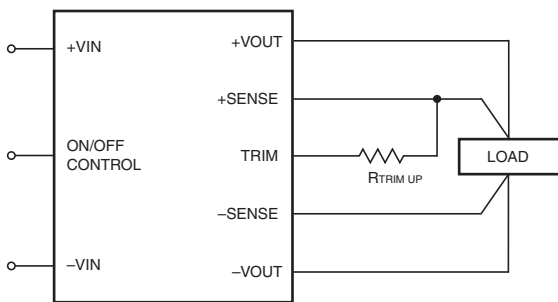 +VIN
+VOUT
+SENSE
ON/OFF
CONTROL
TRIM
RTRIM UP
LOAD
–SENSE
–VIN
–VOUT